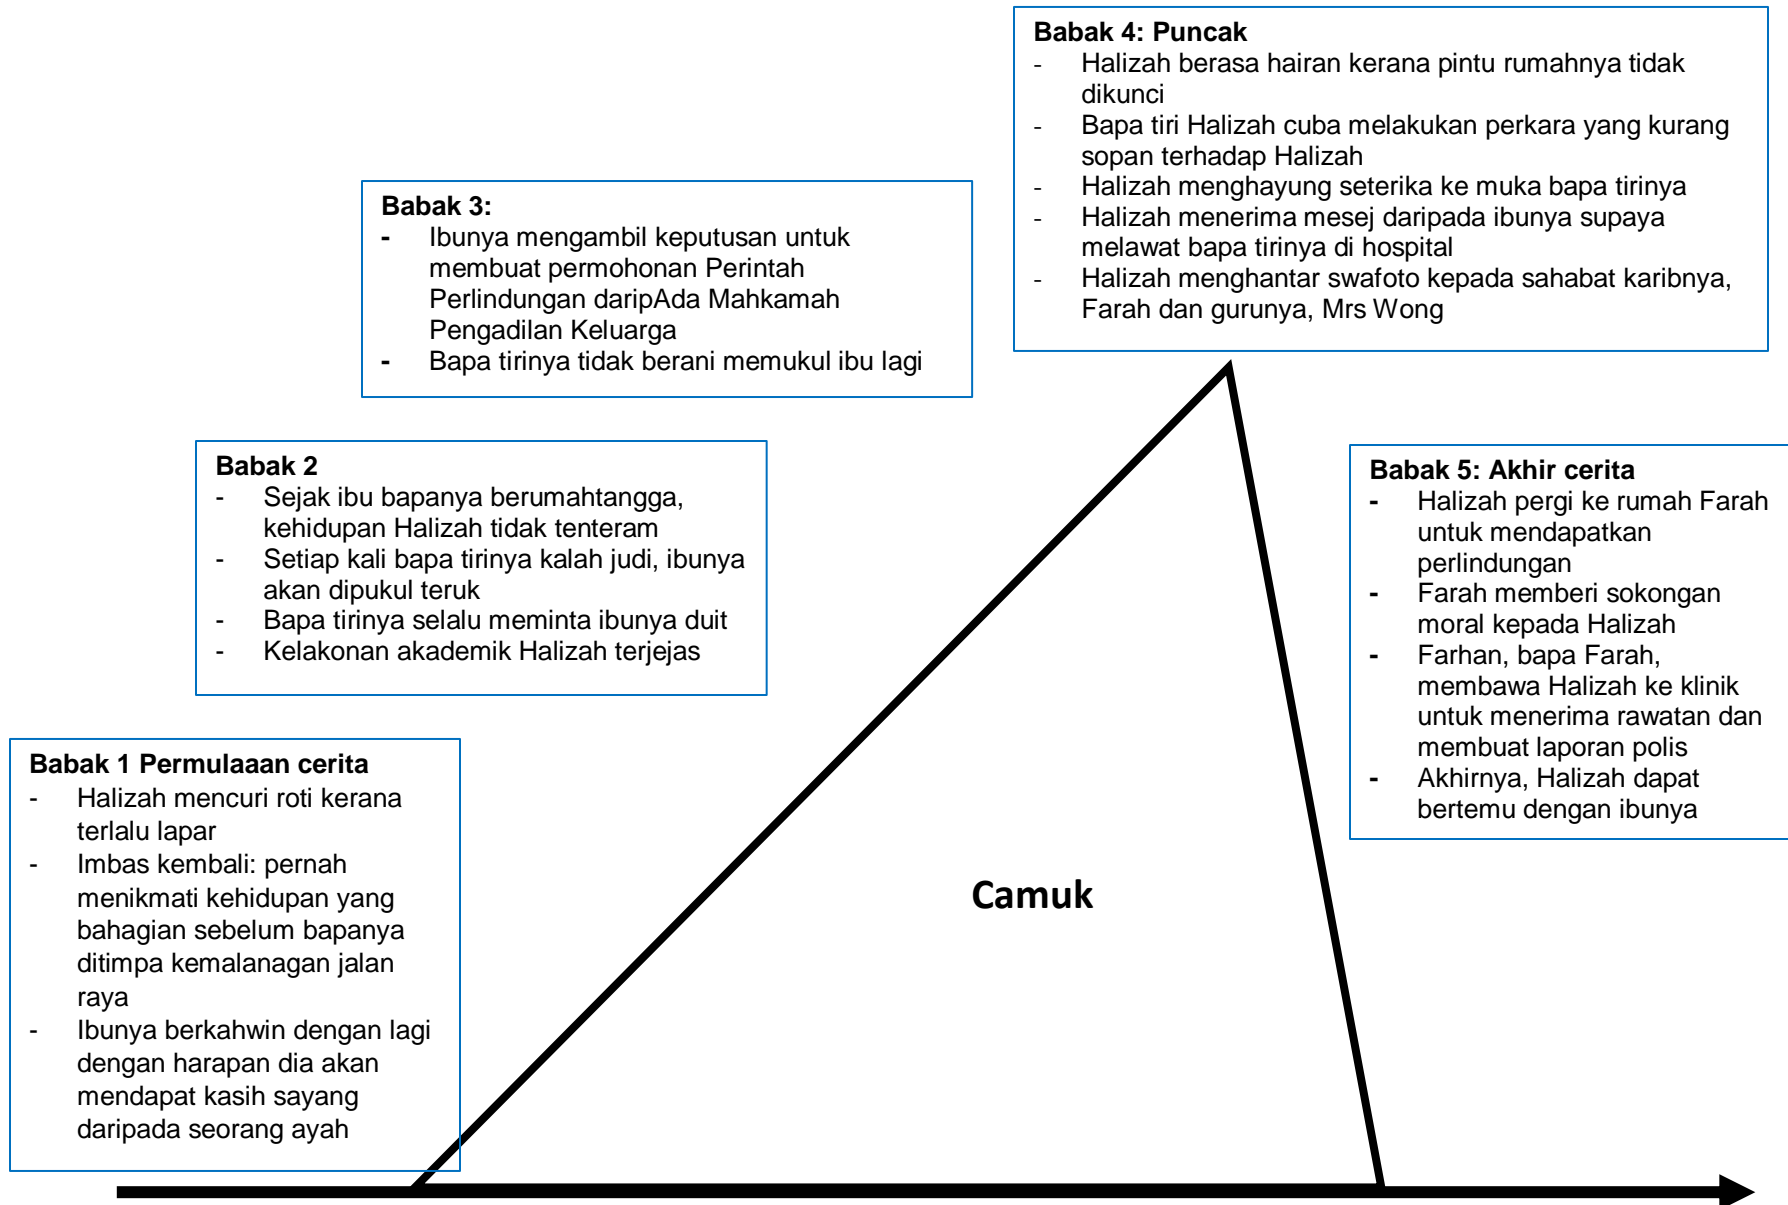 Babak 4: Puncak
- Halizah berasa hairan kerana pintu rumahnya tidak
dikunci
- Bapa tiri Halizah cuba melakukan perkara yang kurang
sopan terhadap Halizah
- Halizah menghayung seterika ke muka bapa tirinya
- Halizah menerima mesej daripada ibunya supaya
melawat bapa tirinya di hospital
- Halizah menghantar swafoto kepada sahabat karibnya,
Farah dan gurunya, Mrs Wong
Babak 3:
- Ibunya mengambil keputusan untuk
membuat permohonan Perintah
Perlindungan daripAda Mahkamah
Pengadilan Keluarga
- Bapa tirinya tidak berani memukul ibu lagi
Babak 2
- Sejak ibu bapanya berumahtangga,
kehidupan Halizah tidak tenteram
- Setiap kali bapa tirinya kalah judi, ibunya
akan dipukul teruk
- Bapa tirinya selalu meminta ibunya duit
- Kelakonan akademik Halizah terjejas
Babak 5: Akhir cerita
- Halizah pergi ke rumah Farah
untuk mendapatkan
perlindungan
- Farah memberi sokongan
moral kepada Halizah
- Farhan, bapa Farah,
membawa Halizah ke klinik
untuk menerima rawatan dan
membuat laporan polis
- Akhirnya, Halizah dapat
bertemu dengan ibunya
Babak 1 Permulaaan cerita
- Halizah mencuri roti kerana
terlalu lapar
- Imbas kembali: pernah
menikmati kehidupan yang
bahagian sebelum bapanya
ditimpa kemalanagan jalan
raya
- Ibunya berkahwin dengan lagi
dengan harapan dia akan
mendapat kasih sayang
daripada seorang ayah
Camuk